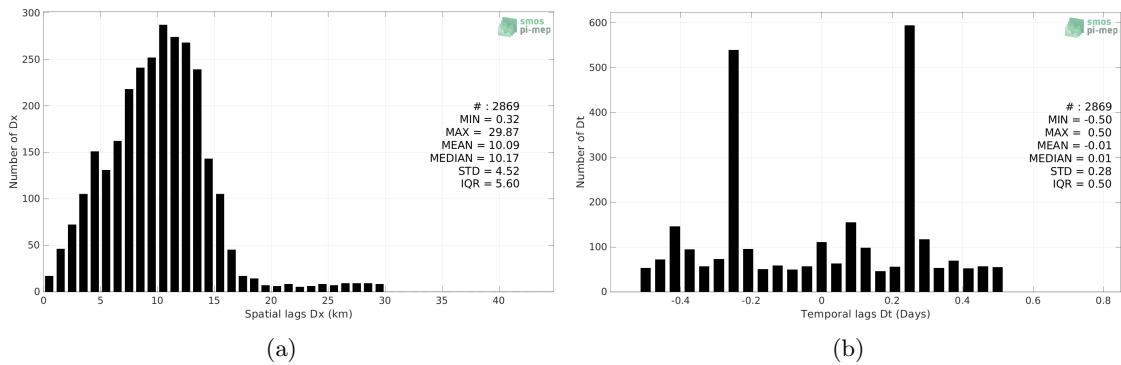 300
250
200
150
100
50
0
Number of Dx
0 5 10 15 20 25 30 35 40
Spatial lags Dx (km)
smos
pi-mep
# : 2869
MIN = 0.32
MAX = 29.87
MEAN = 10.09
MEDIAN = 10.17
STD = 4.52
IQR = 5.60
(a)
600
500
400
300
200
100
0
Number of Dt
-0.4 -0.2 0 0.2 0.4 0.6 0.8
Temporal lags Dt (Days)
smos
pi-mep
# : 2869
MIN = -0.50
MAX = 0.50
MEAN = -0.01
MEDIAN = 0.01
STD = 0.28
IQR = 0.50
(b)